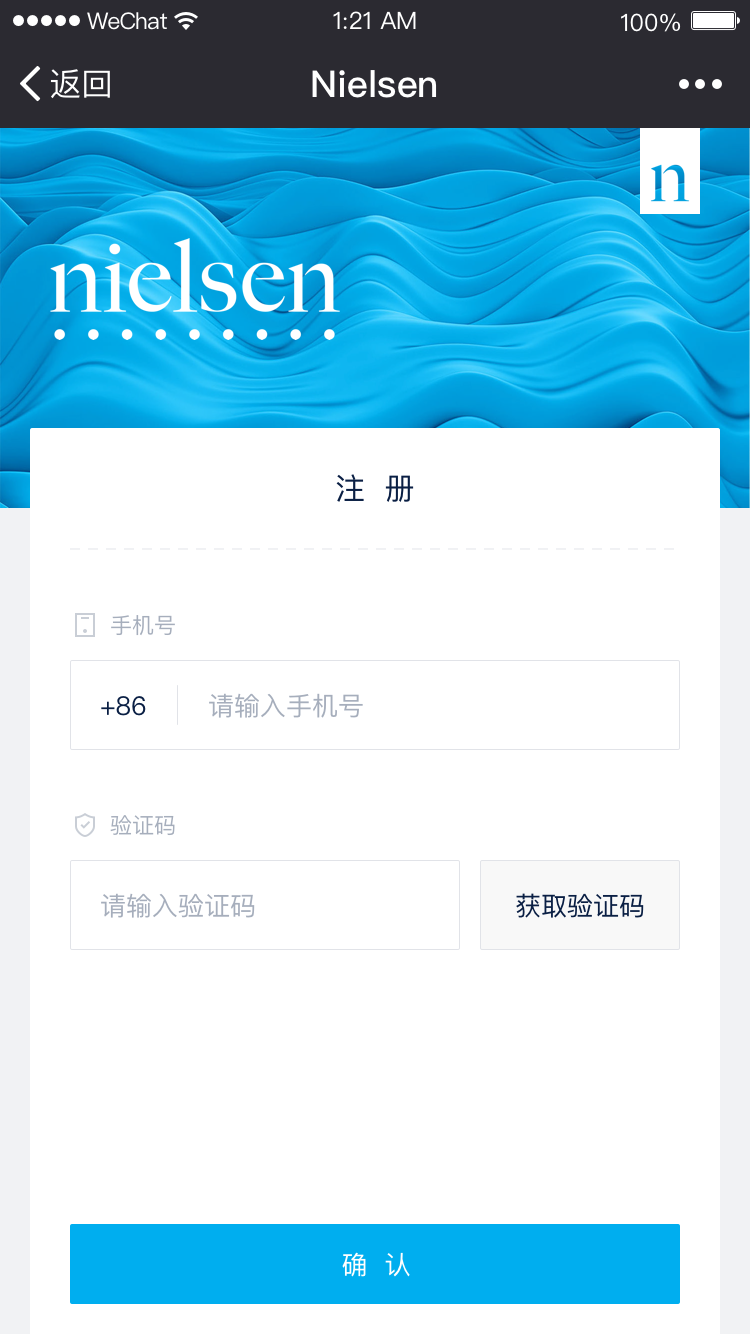 WeChat 1:21 AM 100%
返回 Nielsen
n
nielsen
注 册
手机号
+86 请输入手机号
验证码
请输入验证码 获取验证码
确 认